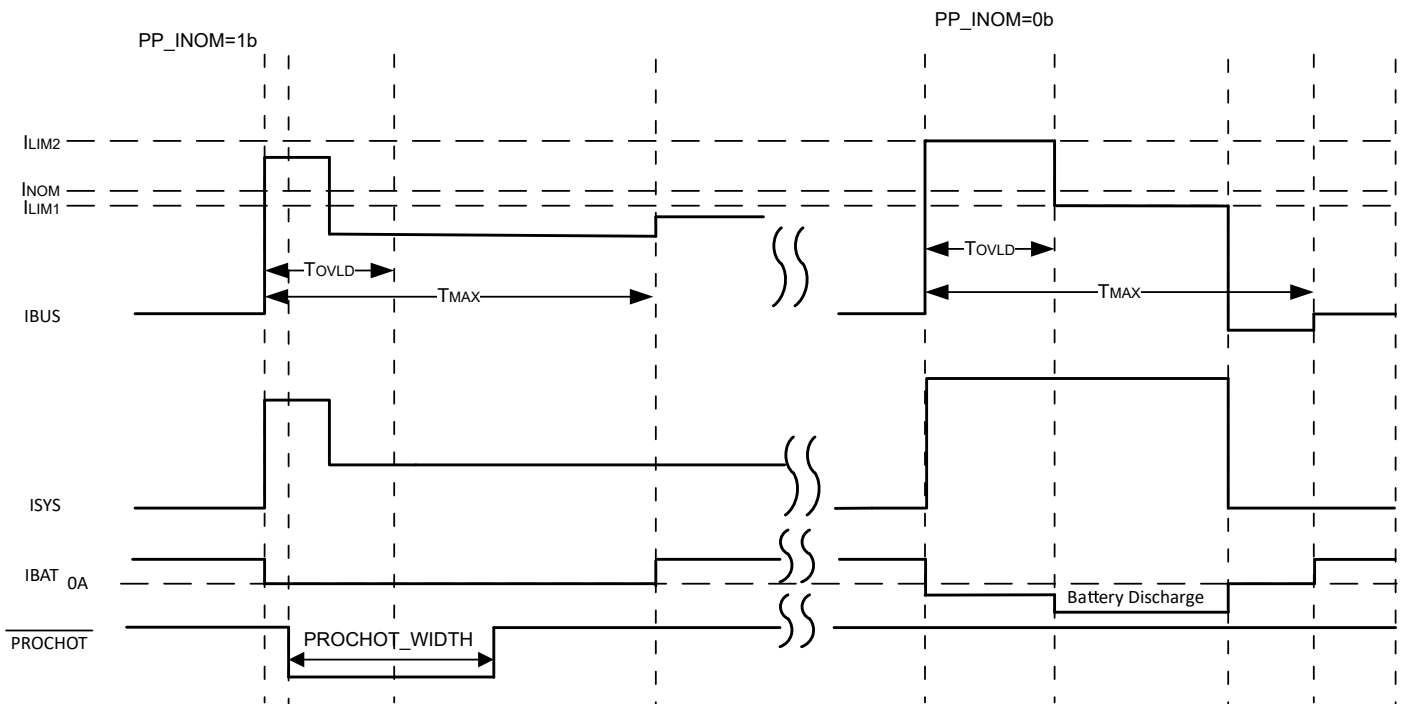 PP_INOM=0b
PP_INOM=1b
ILIM2
INOM
ILIM1
TOVLD
TOVLD
TMAX
TMAX
IBUS
ISYS
IBAT 0A
Battery Discharge
PROCHOT
PROCHOT_WIDTH